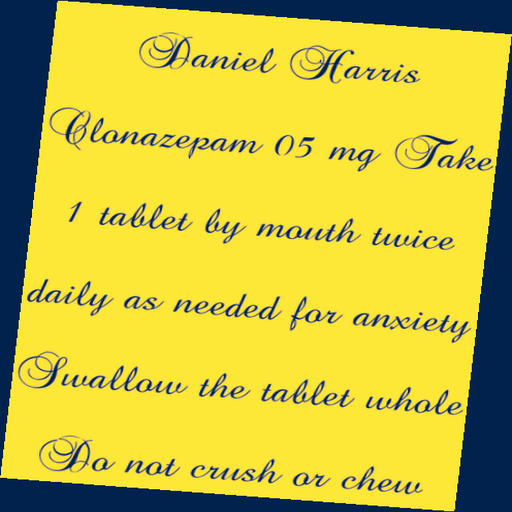 Daniel Harris
Clonazepam 05 mg Take
1 tablet by mouth twice
daily as needed for anxiety
Swallow the tablet whole
Do not crush or chew